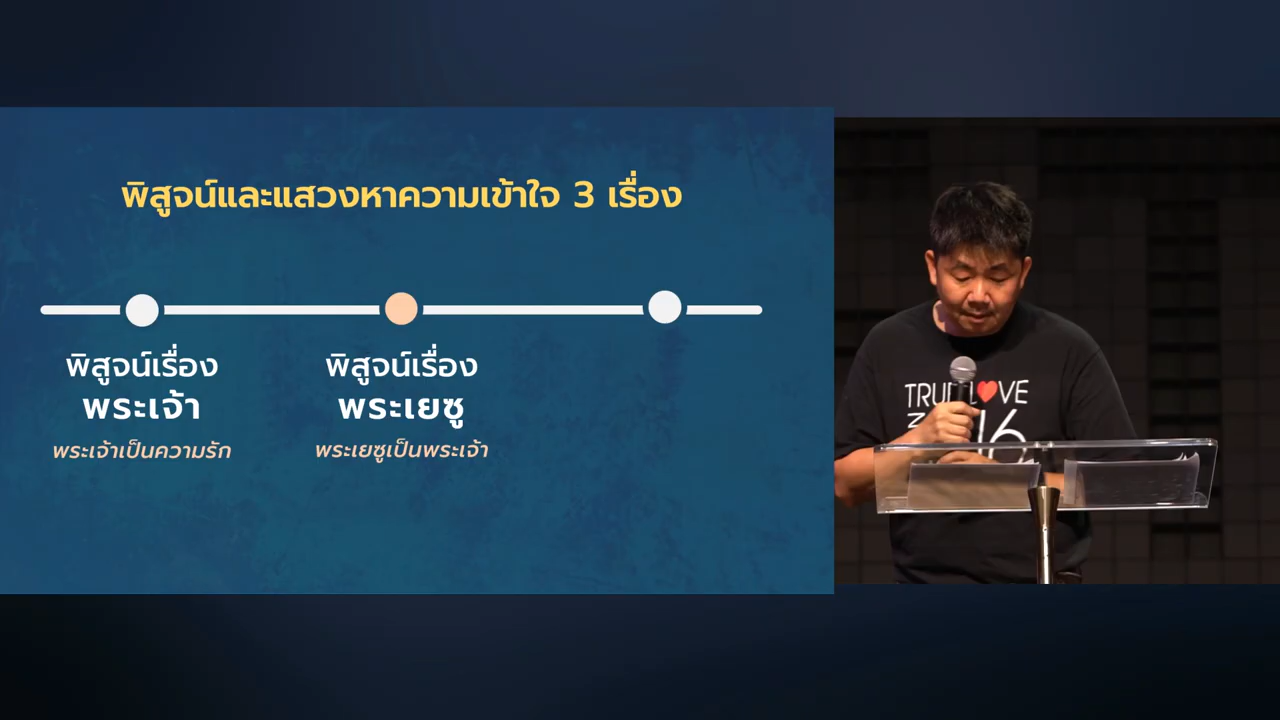 พิสูจน์และแสวงหาความเข้าใจ 3 เรื่อง
พิสูจน์เรื่อง
พระเจ้า
พระเจ้าเป็นความรัก
พิสูจน์เรื่อง
พระเยซู
พระเยซูเป็นพระเจ้า
LOVE
16